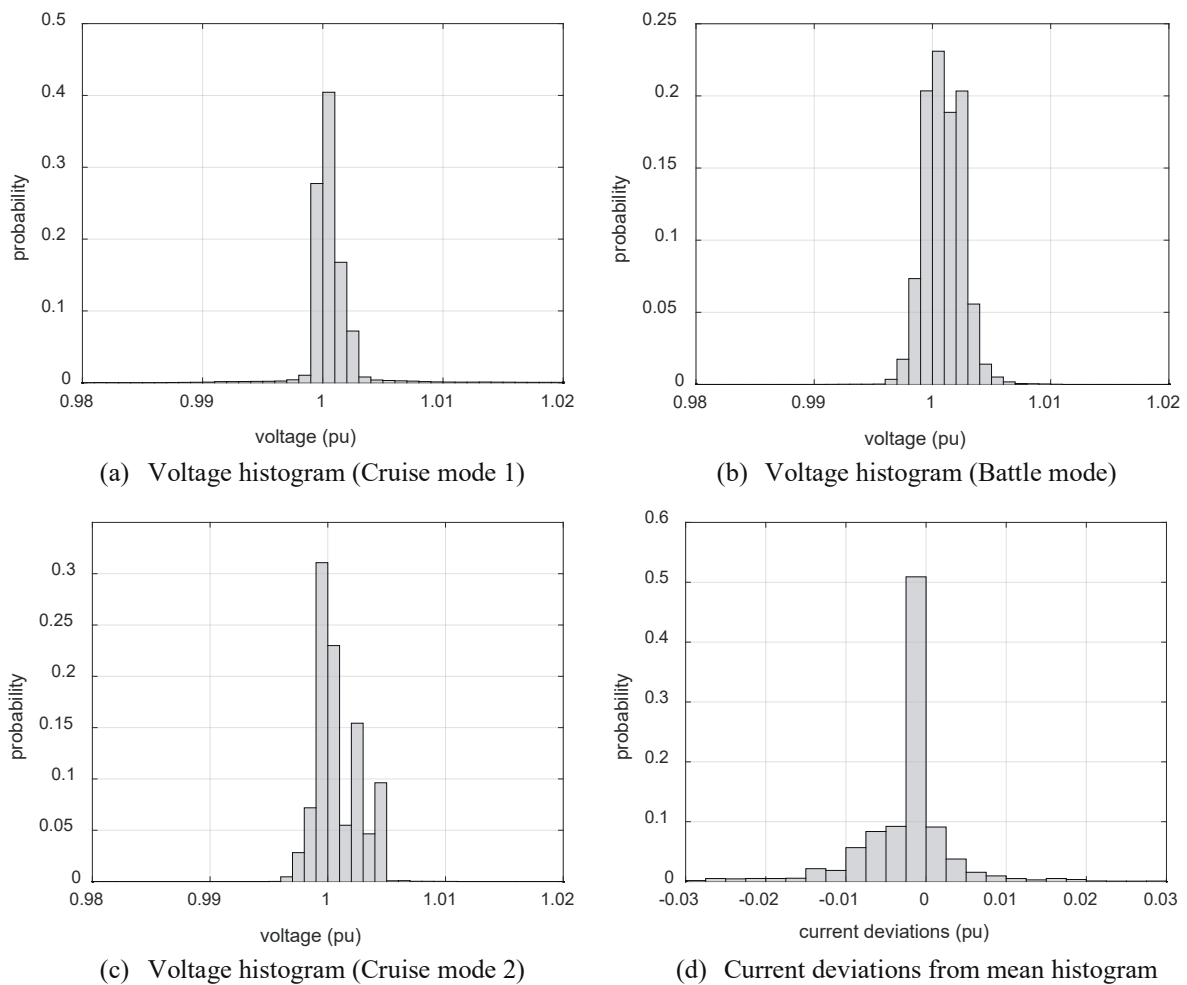 0.5
0.4
0.3
0.2
0.1
0
probability
0.98 0.99 1 1.01 1.02
voltage (pu)
(a) Voltage histogram (Cruise mode 1)
0.25
0.2
0.15
0.1
0.05
0
probability
0.98 0.99 1 1.01 1.02
voltage (pu)
(b) Voltage histogram (Battle mode)
0.3
0.25
0.2
0.15
0.1
0.05
0
probability
0.98 0.99 1 1.01 1.02
voltage (pu)
(c) Voltage histogram (Cruise mode 2)
0.6
0.5
0.4
0.3
0.2
0.1
0
probability
-0.03 -0.02 -0.01 0 0.01 0.02 0.03
current deviations (pu)
(d) Current deviations from mean histogram